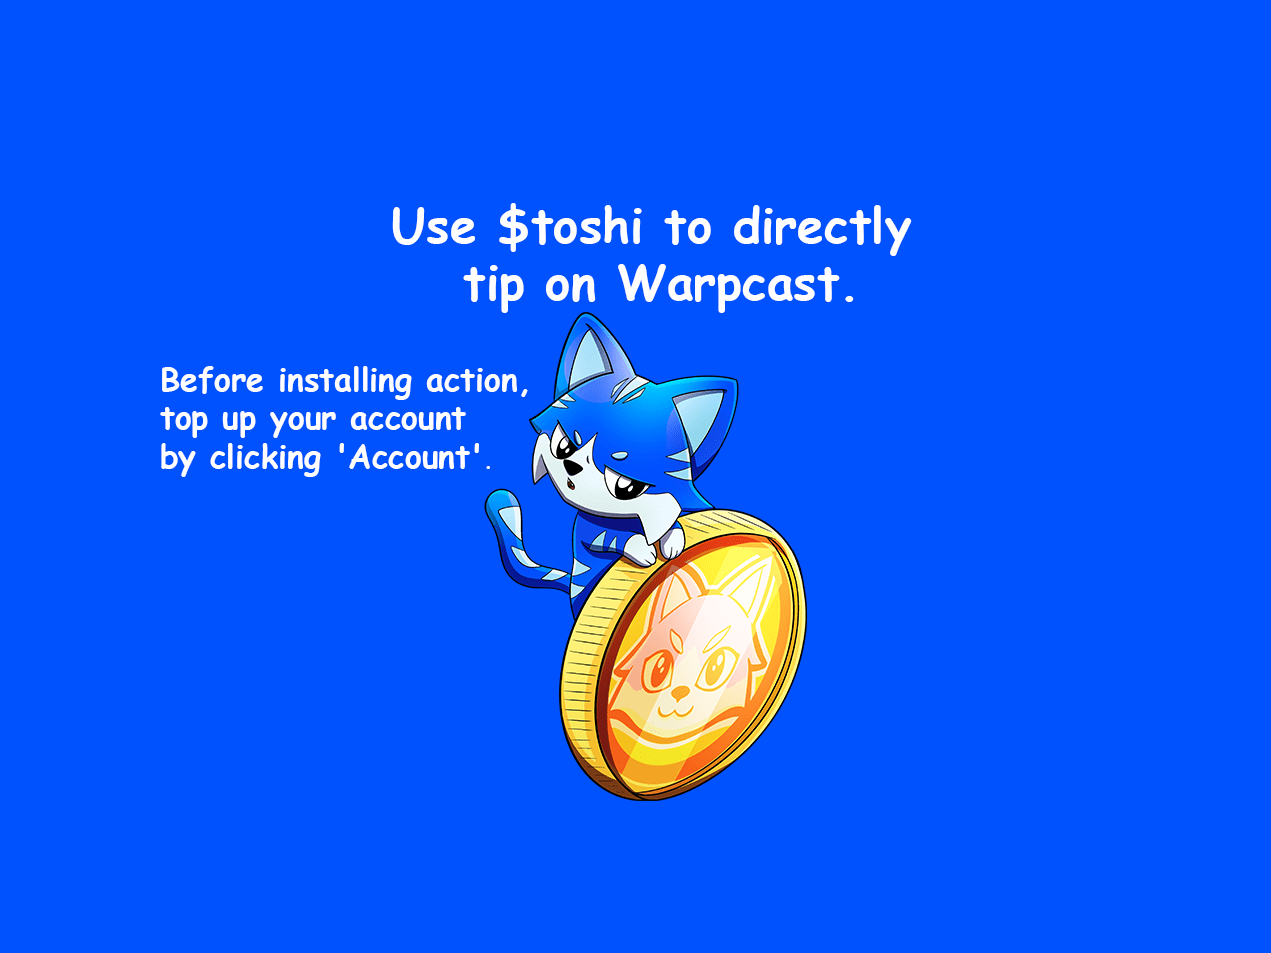 Use $toshi to directly
tip on Warpcast.
Before installing action,
top up your account
by clicking 'Account'.